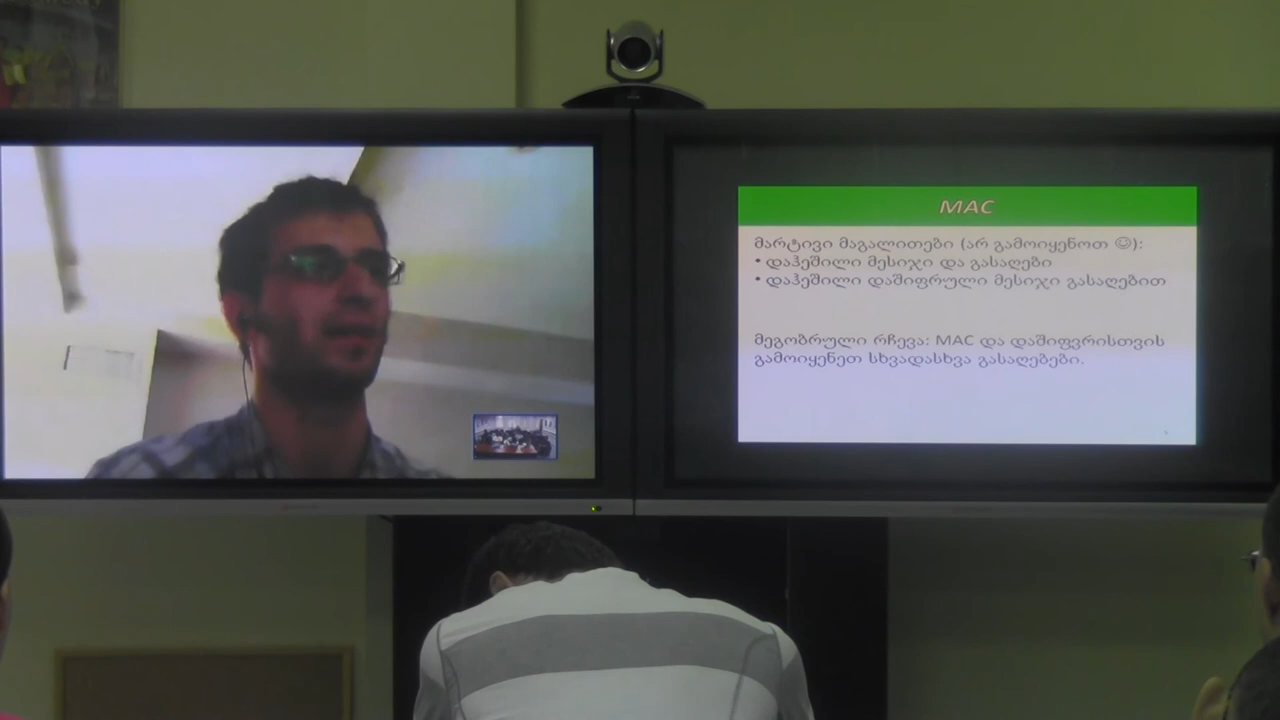 MAC
მარტივი მაგალითები (არ გამოიყენოთ ☺):
• დაჰეშილი მესიჯი და გასაღები
• დაჰეშილი დაშიფრული მესიჯი გასაღებით
მეგობრული რჩევა: MAC და დაშიფვრისთვის
გამოიყენეთ სხვადასხვა გასაღებები.